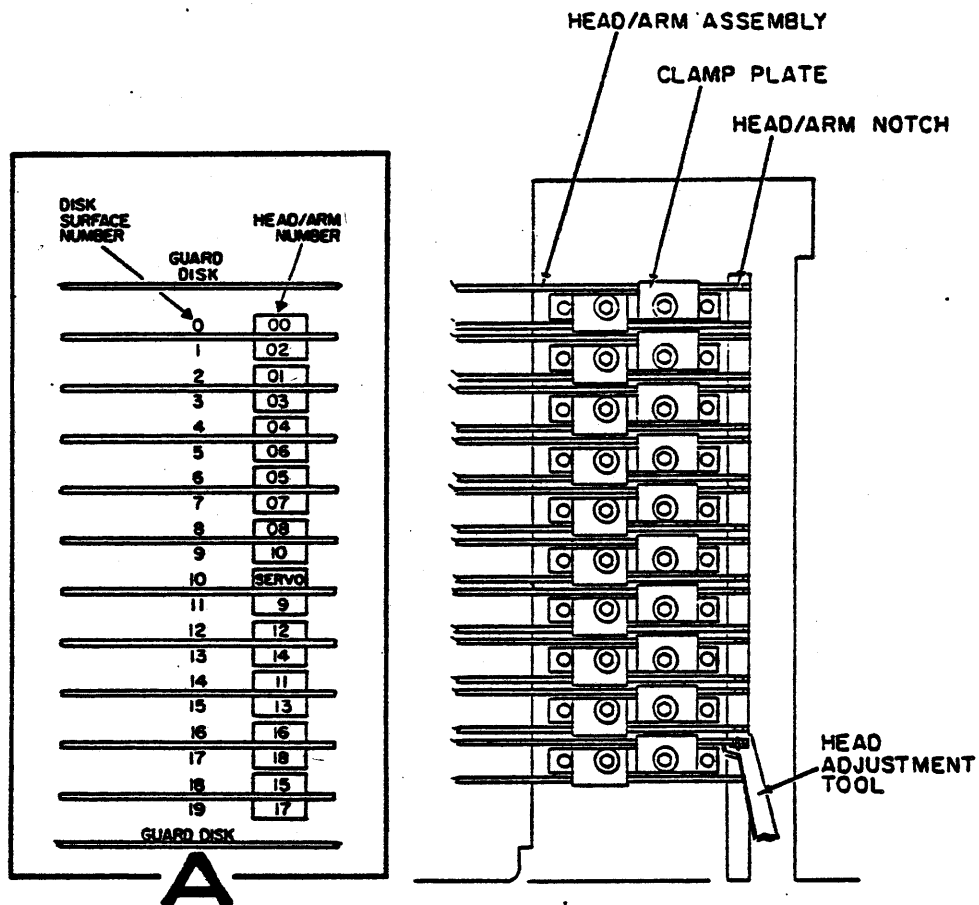 HEAD/ARM ASSEMBLY
CLAMP PLATE
HEAD/ARM NOTCH
DISK
SURFACE
NUMBER
HEAD/ARM
NUMBER
GUARD
DISK
0 00
1 02
2 01
3 03
4 04
5 06
6 05
7 07
8 08
9 10
10 SERVO
11 9
12 12
13 14
14 11
15 13
16 16
17 18
18 15
19 17
GUARD DISK
A
HEAD
ADJUSTMENT
TOOL